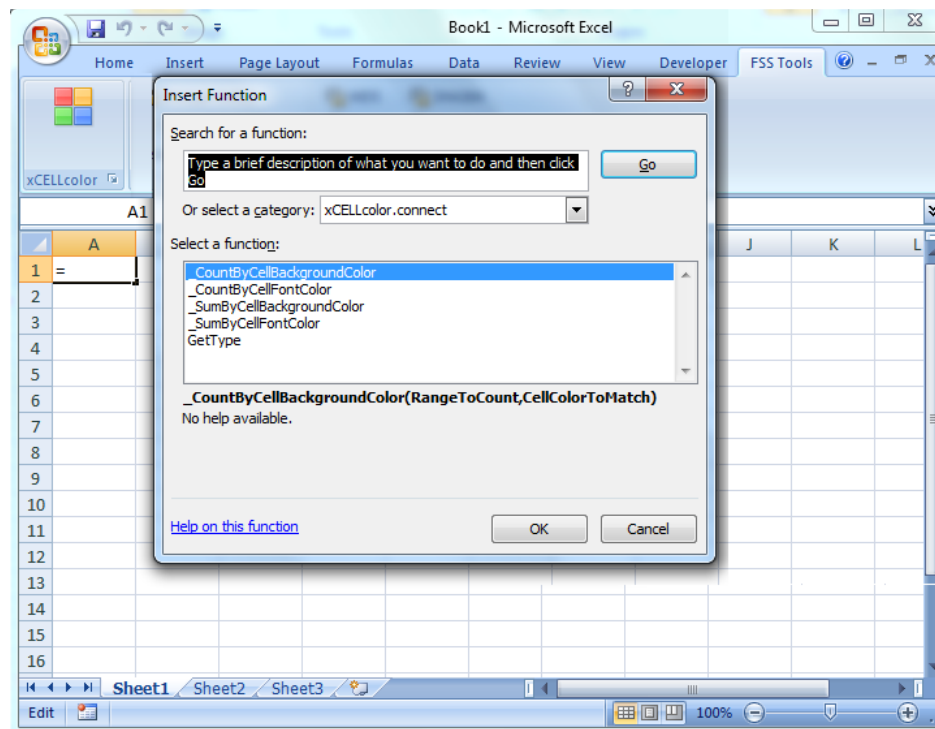 Book1 - Microsoft Excel
Home Insert Page Layout Formulas Data Review View Developer FSS Tools
xCELLcolor
Insert Function
Search for a function:
Type a brief description of what you want to do and then click
Go
Go
Or select a category: xCELLcolor.connect
Select a function:
_CountByCellBackgroundColor
_CountByCellFontColor
_SumByCellBackgroundColor
_SumByCellFontColor
GetType
_CountByCellBackgroundColor(RangeToCount,CellColorToMatch)
No help available.
Help on this function
OK Cancel
A1
A J K L
1 =
2
3
4
5
6
7
8
9
10
11
12
13
14
15
16
Sheet1 Sheet2 Sheet3
Edit 100%